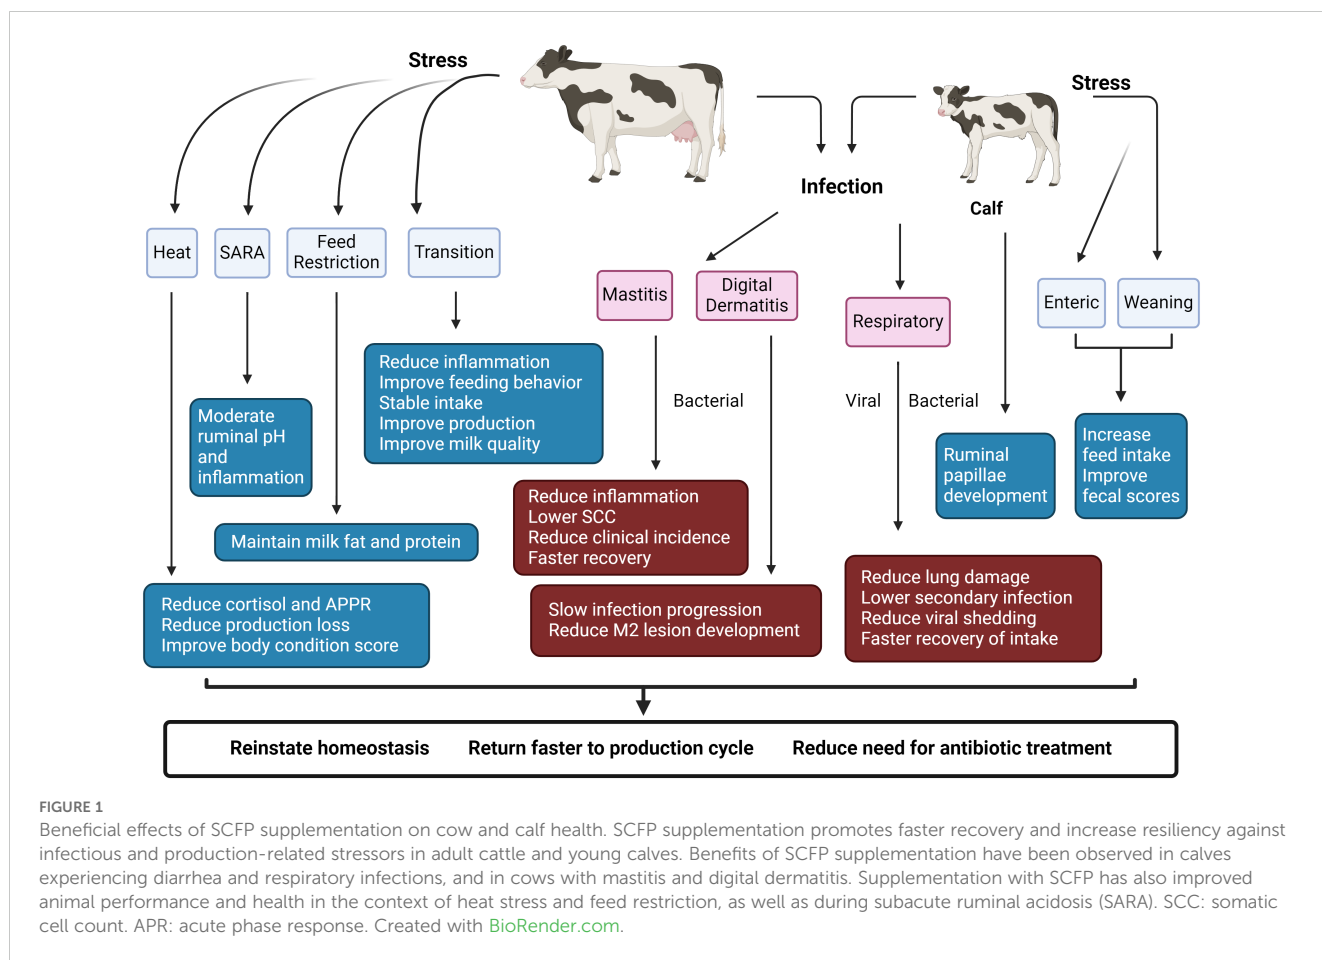 Stress
Stress
Infection
Calf
Heat
SARA
Feed
Restriction
Transition
Mastitis
Digital
Dermatitis
Respiratory
Enteric
Weaning
Reduce inflammation
Improve feeding behavior
Stable intake
Improve production
Improve milk quality
Bacterial
Viral
Bacterial
Moderate
ruminal pH
and
inflammation
Ruminal
papillae
development
Increase
feed intake
Improve
fecal scores
Maintain milk fat and protein
Reduce inflammation
Lower SCC
Reduce clinical incidence
Faster recovery
Reduce cortisol and APPR
Reduce production loss
Improve body condition score
Slow infection progression
Reduce M2 lesion development
Reduce lung damage
Lower secondary infection
Reduce viral shedding
Faster recovery of intake
Reinstate homeostasis Return faster to production cycle Reduce need for antibiotic treatment
FIGURE 1
Beneficial effects of SCFP supplementation on cow and calf health. SCFP supplementation promotes faster recovery and increase resiliency against
infectious and production-related stressors in adult cattle and young calves. Benefits of SCFP supplementation have been observed in calves
experiencing diarrhea and respiratory infections, and in cows with mastitis and digital dermatitis. Supplementation with SCFP has also improved
animal performance and health in the context of heat stress and feed restriction, as well as during subacute ruminal acidosis (SARA). SCC: somatic
cell count. APR: acute phase response. Created with BioRender.com.